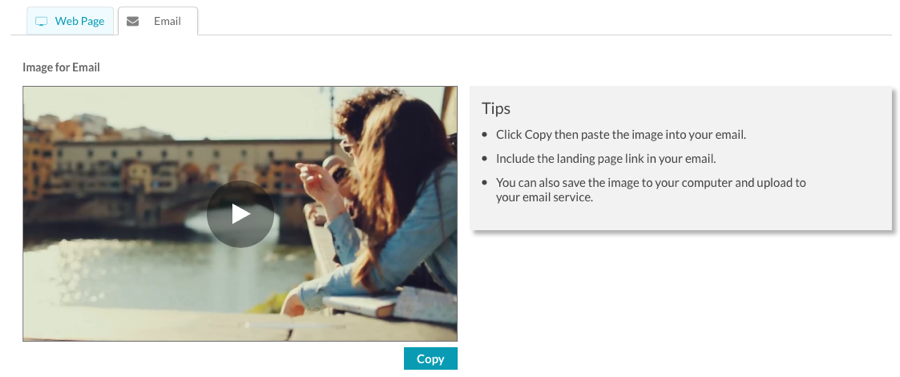 Web Page
Email
Image for Email
Tips
Click Copy then paste the image into your email.
Include the landing page link in your email.
You can also save the image to your computer and upload to
your email service.
Copy